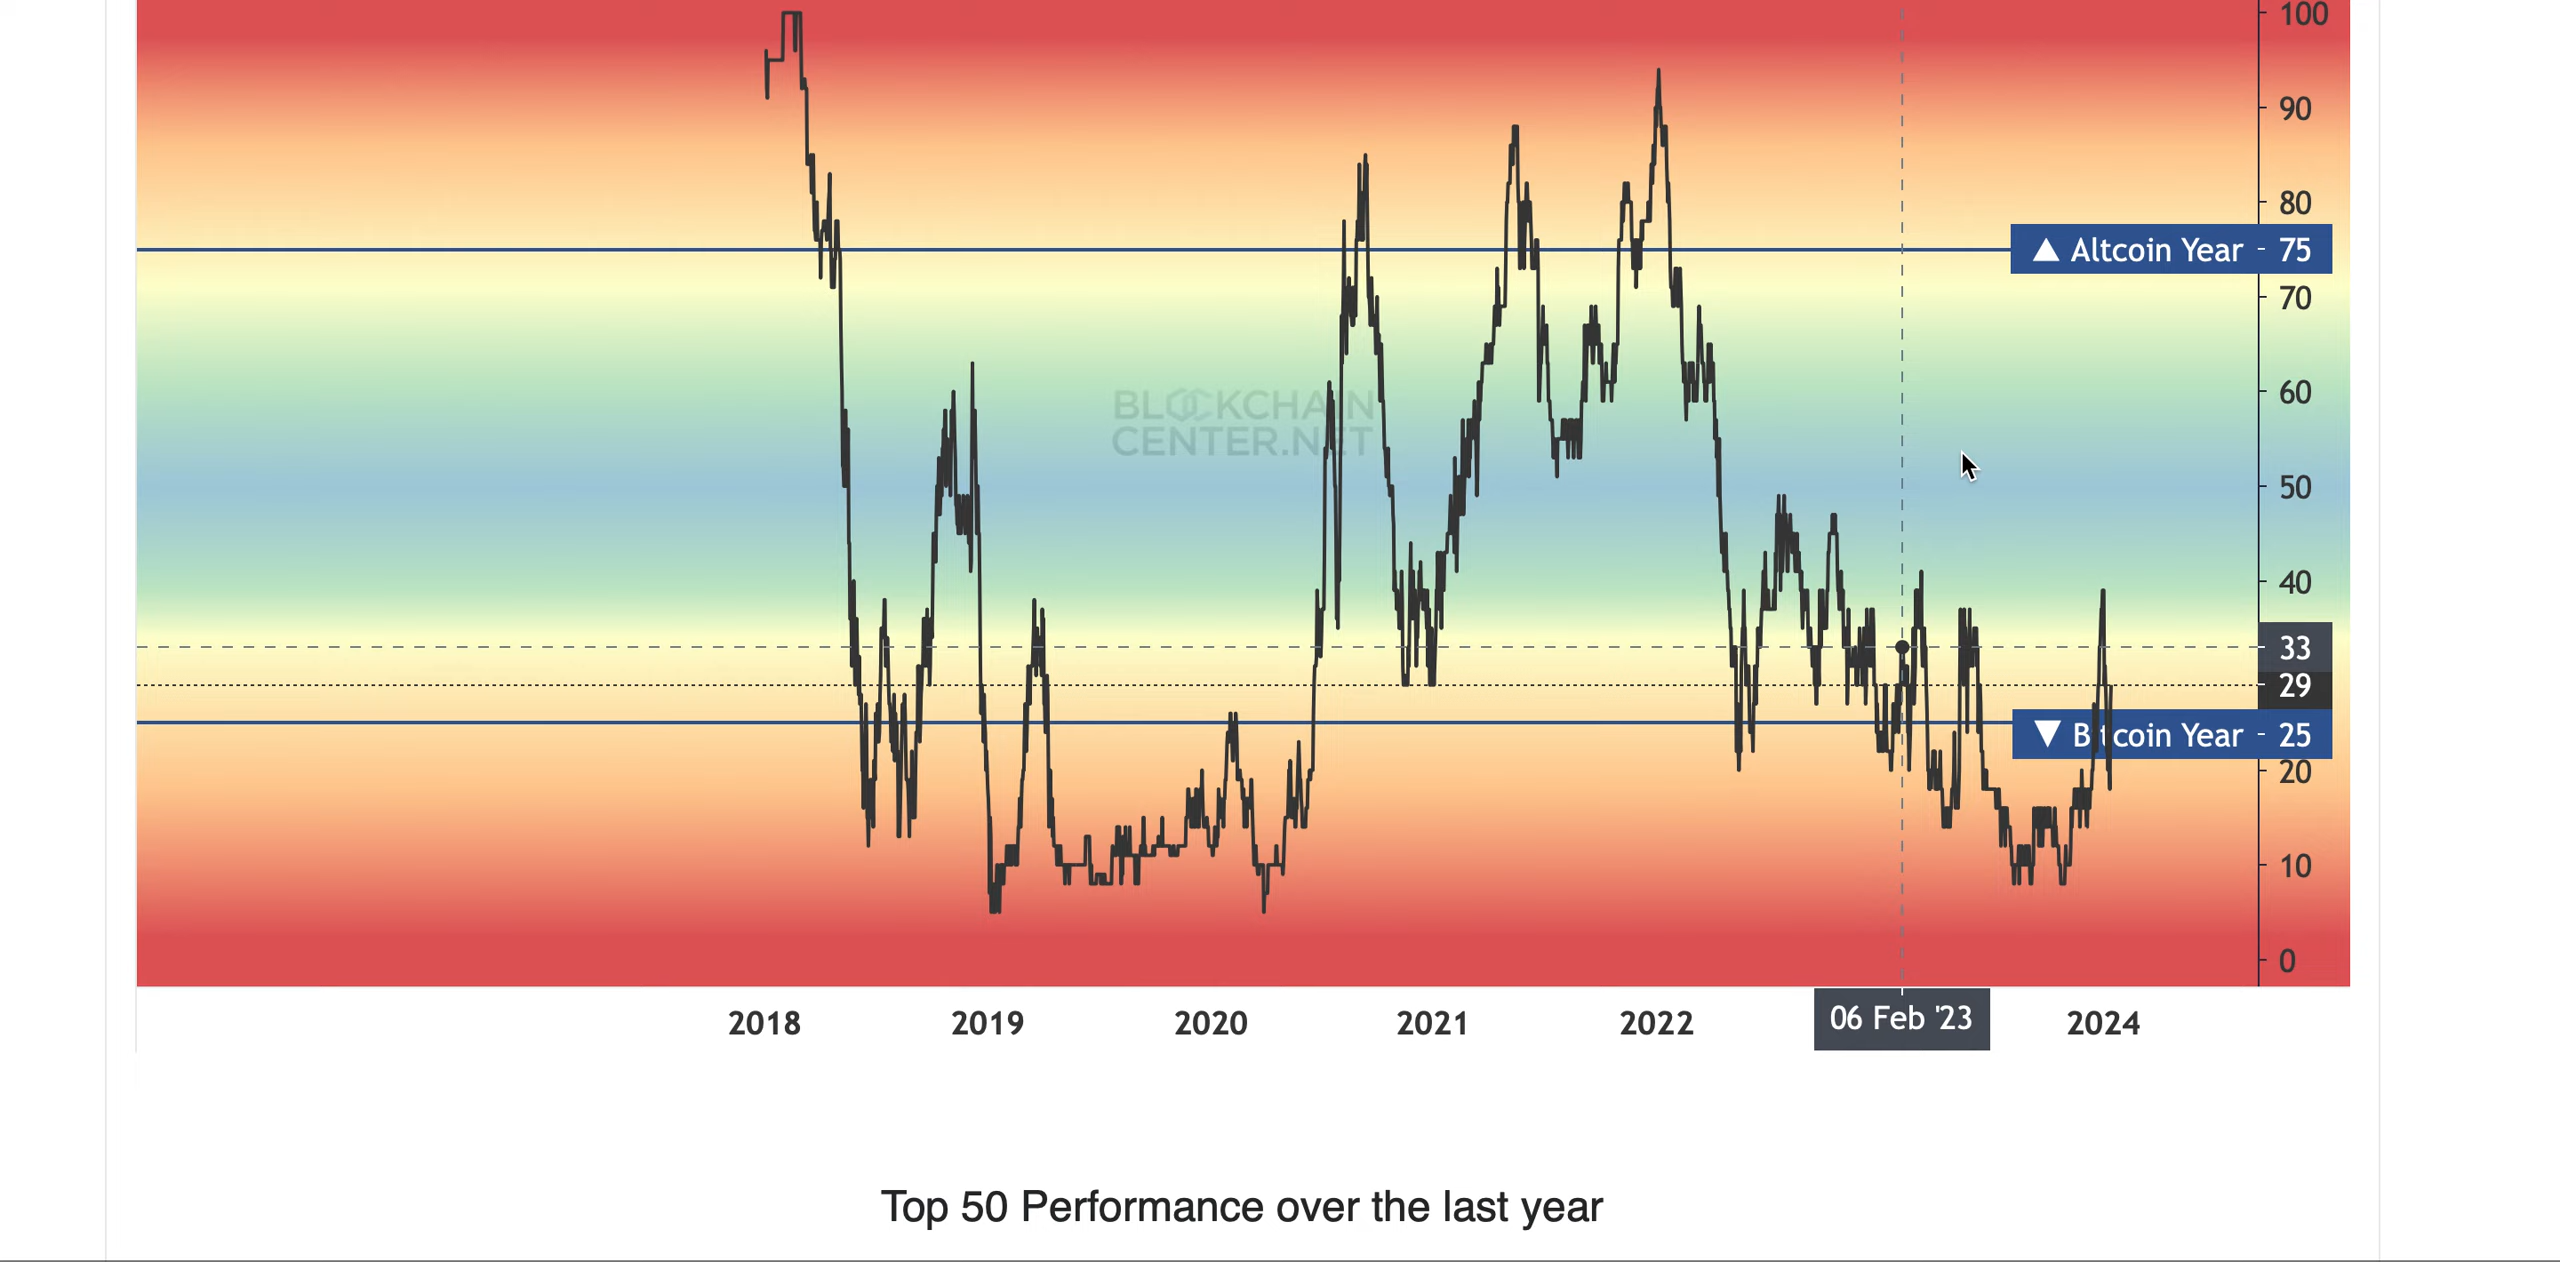 100
90
80
▲ Altcoin Year - 75
70
60
BLOCKCHAIN
CENTER.NET
50
40
33
29
▼ Bitcoin Year - 25
20
10
0
2018 2019 2020 2021 2022 06 Feb '23 2024
Top 50 Performance over the last year